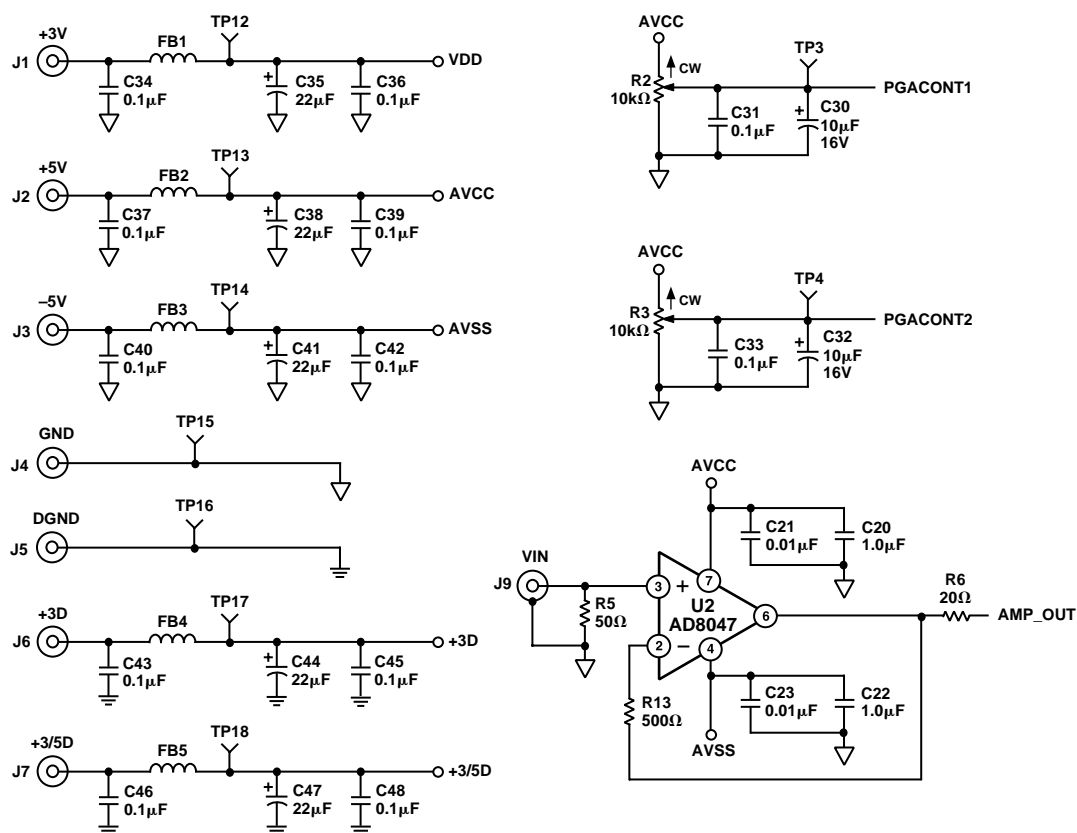 +3V
J1
FB1
TP12
C34
0.1µF
C35
22µF
C36
0.1µF
VDD
+
+5V
J2
FB2
TP13
C37
0.1µF
C38
22µF
C39
0.1µF
AVCC
+
–5V
J3
FB3
TP14
C40
0.1µF
C41
22µF
C42
0.1µF
AVSS
+
GND
J4
TP15
DGND
J5
TP16
+3D
J6
FB4
TP17
C43
0.1µF
C44
22µF
C45
0.1µF
+3D
+
+3/5D
J7
FB5
TP18
C46
0.1µF
C47
22µF
C48
0.1µF
+3/5D
+
AVCC
CW
R2
10kΩ
C31
0.1µF
TP3
C30
10µF
16V
PGACONT1
+
AVCC
CW
R3
10kΩ
C33
0.1µF
TP4
C32
10µF
16V
PGACONT2
+
AVCC
C21
0.01µF
C20
1.0µF
VIN
J9
R5
50Ω
3
+
7
U2
AD8047
6
2
–
4
R6
20Ω
AMP_OUT
R13
500Ω
C23
0.01µF
C22
1.0µF
AVSS